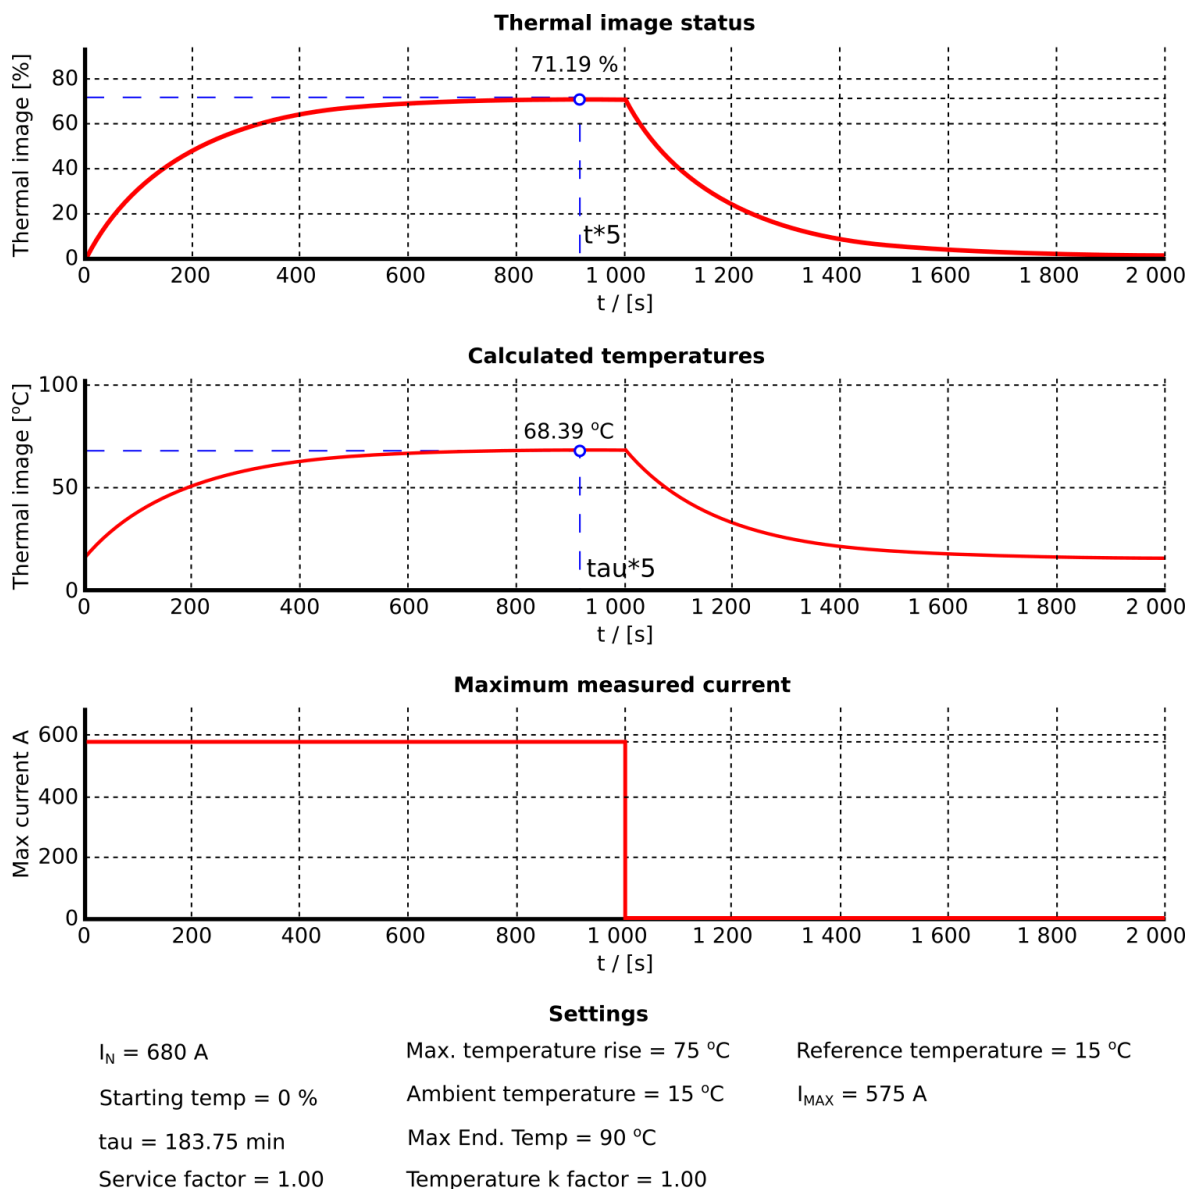 Thermal image status
71.19 %
Thermal image [%]
80
60
40
20
0
t*5
0 200 400 600 800 1 000 1 200 1 400 1 600 1 800 2 000
t / [s]
Calculated temperatures
Thermal image [ºC]
100
68.39 ºC
50
tau*5
0
0 200 400 600 800 1 000 1 200 1 400 1 600 1 800 2 000
t / [s]
Maximum measured current
Max current A
600
400
200
0
0 200 400 600 800 1 000 1 200 1 400 1 600 1 800 2 000
t / [s]
Settings
I_N = 680 A Max. temperature rise = 75 ºC Reference temperature = 15 ºC
Starting temp = 0 % Ambient temperature = 15 ºC I_MAX = 575 A
tau = 183.75 min Max End. Temp = 90 ºC
Service factor = 1.00 Temperature k factor = 1.00